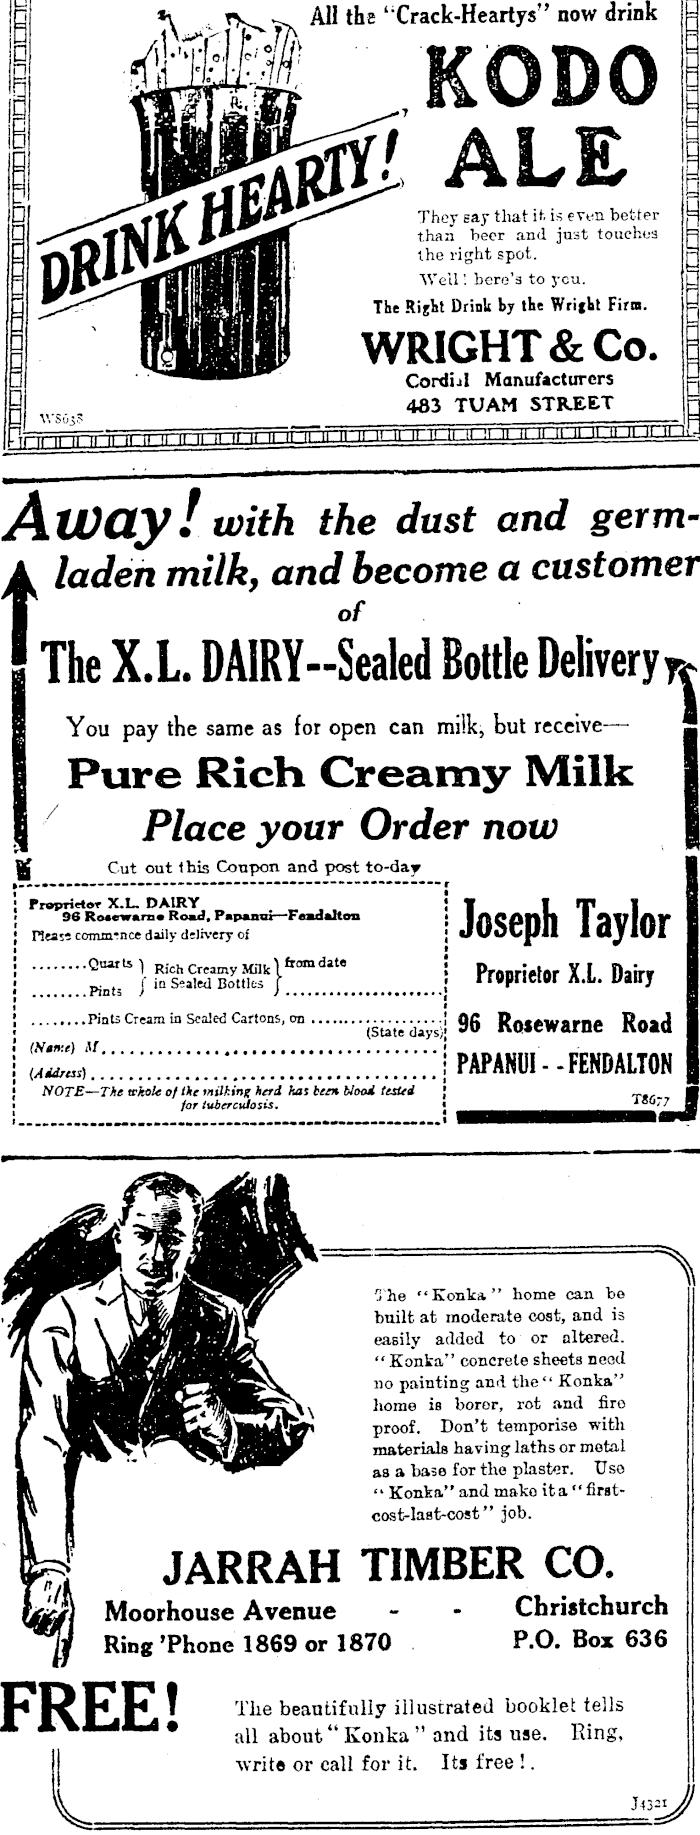 All the "Crack-Heartys" now drink
KODO
ALE
DRINK HEARTY!
They say that it is even better
than beer and just touches
the right spot.
Well! here's to you.
The Right Drink by the Wright Firm.
WRIGHT & Co.
Cordial Manufacturers
483 TUAM STREET
W8638
Away! with the dust and germ-
laden milk, and become a customer
of
The X.L. DAIRY--Sealed Bottle Delivery
You pay the same as for open can milk, but receive—
Pure Rich Creamy Milk
Place your Order now
Cut out this Coupon and post to-day
Proprietor X.L. DAIRY
96 Rosewarne Road, Papanui—Fendalton
Please commence daily delivery of
........Quarts } Rich Creamy Milk } from date
........Pints { in Sealed Bottles { ......................
........Pints Cream in Sealed Cartons, on ..................
(State days)
(Name) M..........................................
(Address)..........................................
NOTE—The whole of the milking herd has been blood tested
for tuberculosis.
Joseph Taylor
Proprietor X.L. Dairy
96 Rosewarne Road
PAPANUI - - FENDALTON
T8677
The "Konka" home can be
built at moderate cost, and is
easily added to or altered.
"Konka" concrete sheets need
no painting and the "Konka"
home is borer, rot and fire
proof. Don't temporise with
materials having laths or metal
as a base for the plaster. Use
"Konka" and make it a "first-
cost-last-cost" job.
JARRAH TIMBER CO.
Moorhouse Avenue - - Christchurch
Ring 'Phone 1869 or 1870 P.O. Box 636
FREE!
The beautifully illustrated booklet tells
all about "Konka" and its use. Ring,
write or call for it. Its free!.
J4321